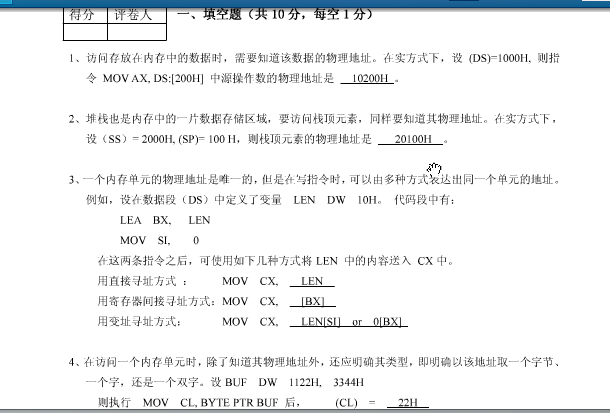 得分 评卷人 一、填空题（共 10 分，每空 1 分）
1、访问存放在内存中的数据时，需要知道该数据的物理地址。在实方式下，设 (DS)=1000H, 则指
令 MOV AX, DS:[200H] 中源操作数的物理地址是 10200H 。
2、堆栈也是内存中的一片数据存储区域，要访问栈顶元素，同样要知道其物理地址。在实方式下，
设（SS）= 2000H, (SP)= 100 H，则栈顶元素的物理地址是 20100H 。
3、一个内存单元的物理地址是唯一的，但是在写指令时，可以由多种方式表达出同一个单元的地址。
例如，设在数据段（DS）中定义了变量 LEN DW 10H。 代码段中有：
LEA BX, LEN
MOV SI, 0
在这两条指令之后，可使用如下几种方式将 LEN 中的内容送入 CX 中。
用直接寻址方式 ： MOV CX, LEN
用寄存器间接寻址方式： MOV CX, [BX]
用变址寻址方式： MOV CX, LEN[SI] or 0[BX]
4、在访问一个内存单元时，除了知道其物理地址外，还应明确其类型，即明确以该地址取一个字节、
一个字，还是一个双字。设 BUF DW 1122H, 3344H
则执行 MOV CL, BYTE PTR BUF 后， (CL) = 22H